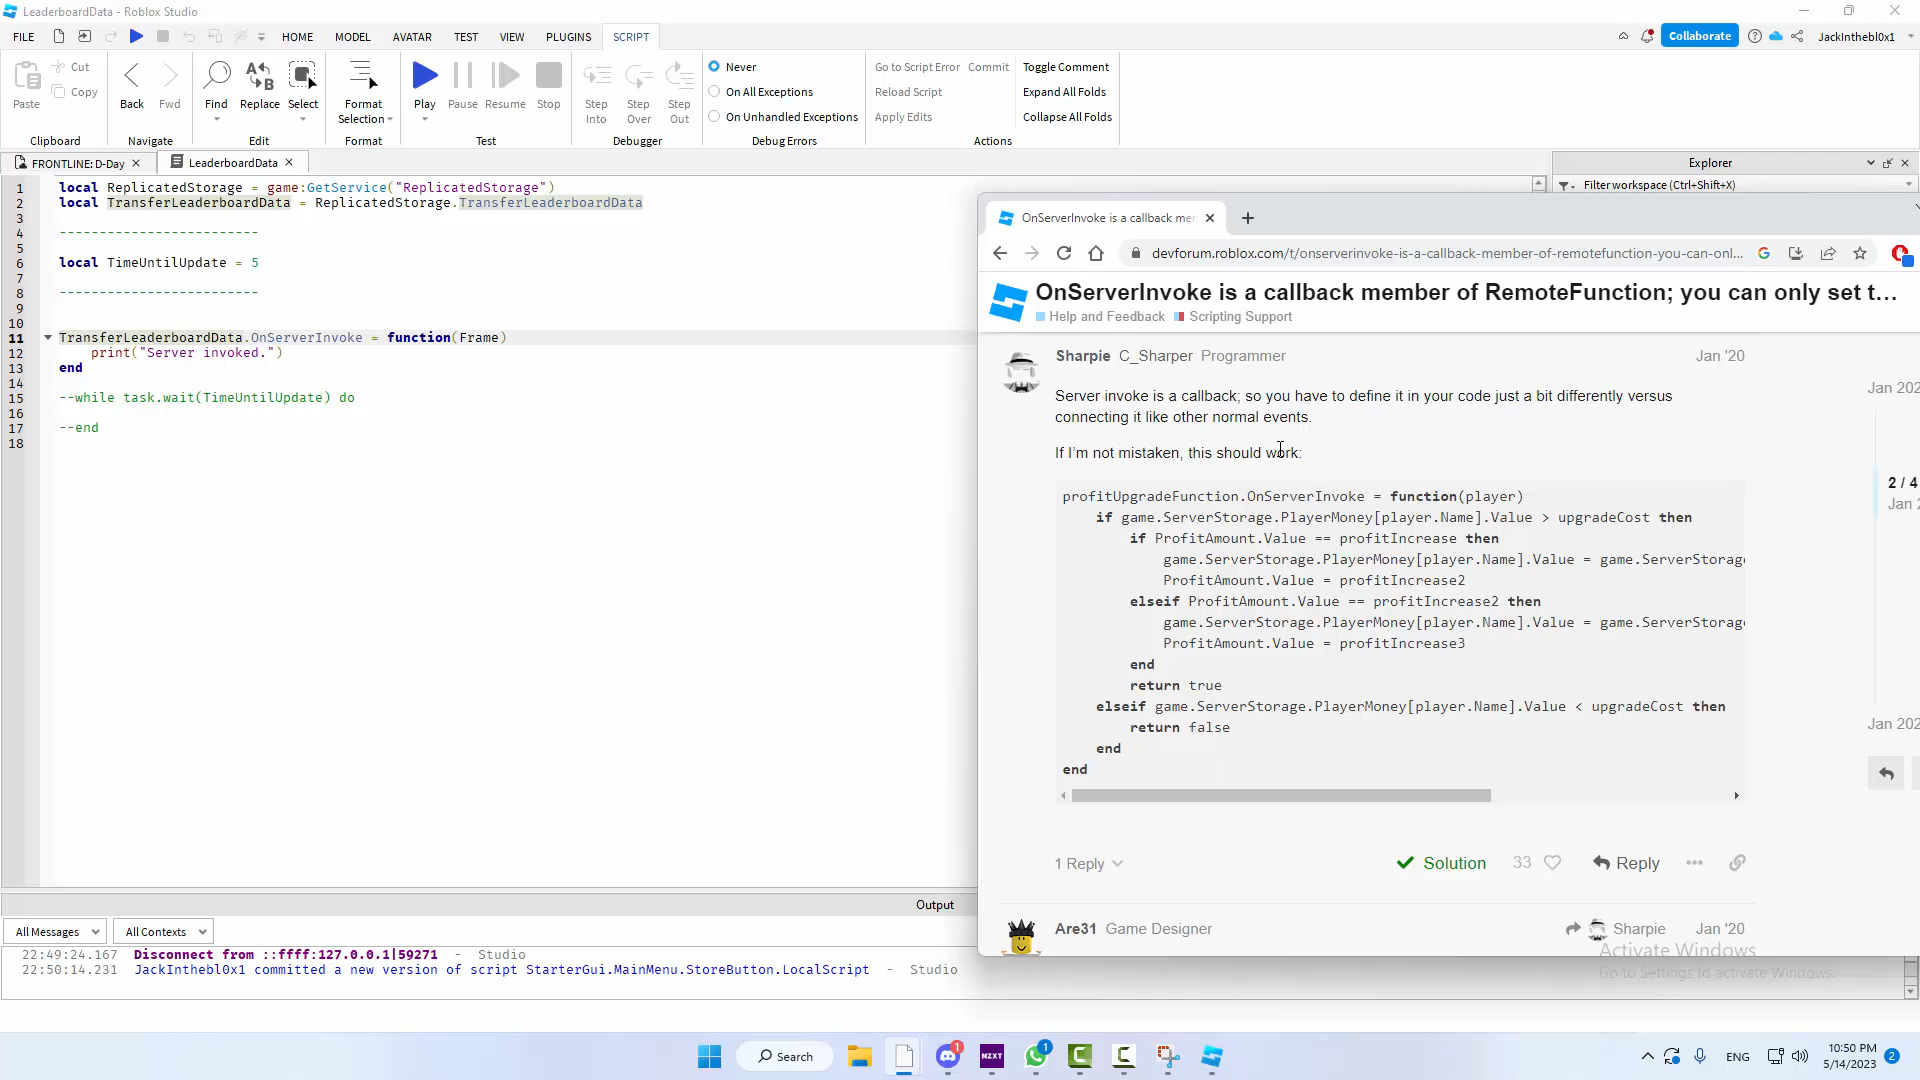 LeaderboardData - Roblox Studio
FILE HOME MODEL AVATAR TEST VIEW PLUGINS SCRIPT Collaborate JackInthebl0x1
Paste Cut Copy Back Fwd Find Replace Select Format Selection Play Pause Resume Stop Step Into Step Over Step Out
Never
On All Exceptions
On Unhandled Exceptions
Go to Script Error Commit
Reload Script
Apply Edits
Toggle Comment
Expand All Folds
Collapse All Folds
Clipboard Navigate Edit Format Test Debugger Debug Errors Actions
FRONTLINE: D-Day LeaderboardData Explorer
Filter workspace (Ctrl+Shift+X)
1 local ReplicatedStorage = game:GetService("ReplicatedStorage")
2 local TransferLeaderboardData = ReplicatedStorage.TransferLeaderboardData
3
4 -------------------------
5
6 local TimeUntilUpdate = 5
7
8 -------------------------
9
10
11 TransferLeaderboardData.OnServerInvoke = function(Frame)
12 print("Server invoked.")
13 end
14
15 --while task.wait(TimeUntilUpdate) do
16
17 --end
18
OnServerInvoke is a callback mer
devforum.roblox.com/t/onserverinvoke-is-a-callback-member-of-remotefunction-you-can-onl...
OnServerInvoke is a callback member of RemoteFunction; you can only set t...
Help and Feedback Scripting Support
Sharpie C_Sharper Programmer Jan '20
Server invoke is a callback; so you have to define it in your code just a bit differently versus
connecting it like other normal events.
If I'm not mistaken, this should work:
profitUpgradeFunction.OnServerInvoke = function(player)
if game.ServerStorage.PlayerMoney[player.Name].Value > upgradeCost then
if ProfitAmount.Value == profitIncrease then
game.ServerStorage.PlayerMoney[player.Name].Value = game.ServerStorage
ProfitAmount.Value = profitIncrease2
elseif ProfitAmount.Value == profitIncrease2 then
game.ServerStorage.PlayerMoney[player.Name].Value = game.ServerStorage
ProfitAmount.Value = profitIncrease3
end
return true
elseif game.ServerStorage.PlayerMoney[player.Name].Value < upgradeCost then
return false
end
end
Jan 202
2 / 4
Jan 2
Jan 202
1 Reply Solution 33 Reply
Are31 Game Designer Sharpie Jan '20
Activate Windows
Go to Settings to activate Windows.
Output
All Messages All Contexts
22:49:24.167 Disconnect from ::ffff:127.0.0.1|59271 - Studio
22:50:14.231 JackInthebl0x1 committed a new version of script StarterGui.MainMenu.StoreButton.LocalScript - Studio
Search 1 NZXT 1 ENG 10:50 PM
5/14/2023 2